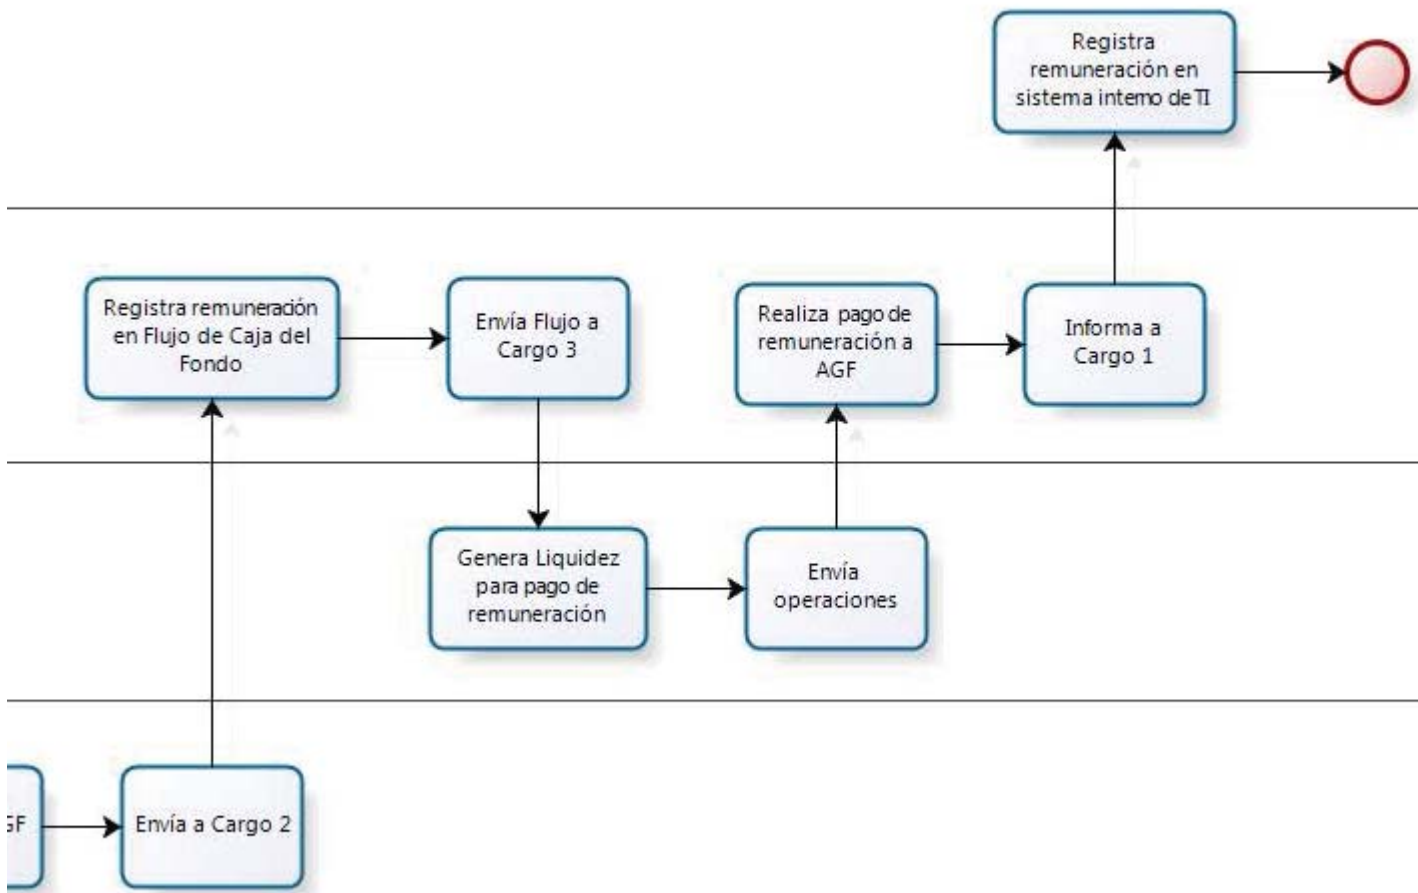 Registra
remuneración en
sistema interno de TI
Registra remuneración
en Flujo de Caja del
Fondo
Envía Flujo a
Cargo 3
Realiza pago de
remuneración a
AGF
Informa a
Cargo 1
Genera Liquidez
para pago de
remuneración
Envía
operaciones
GF
Envía a Cargo 2